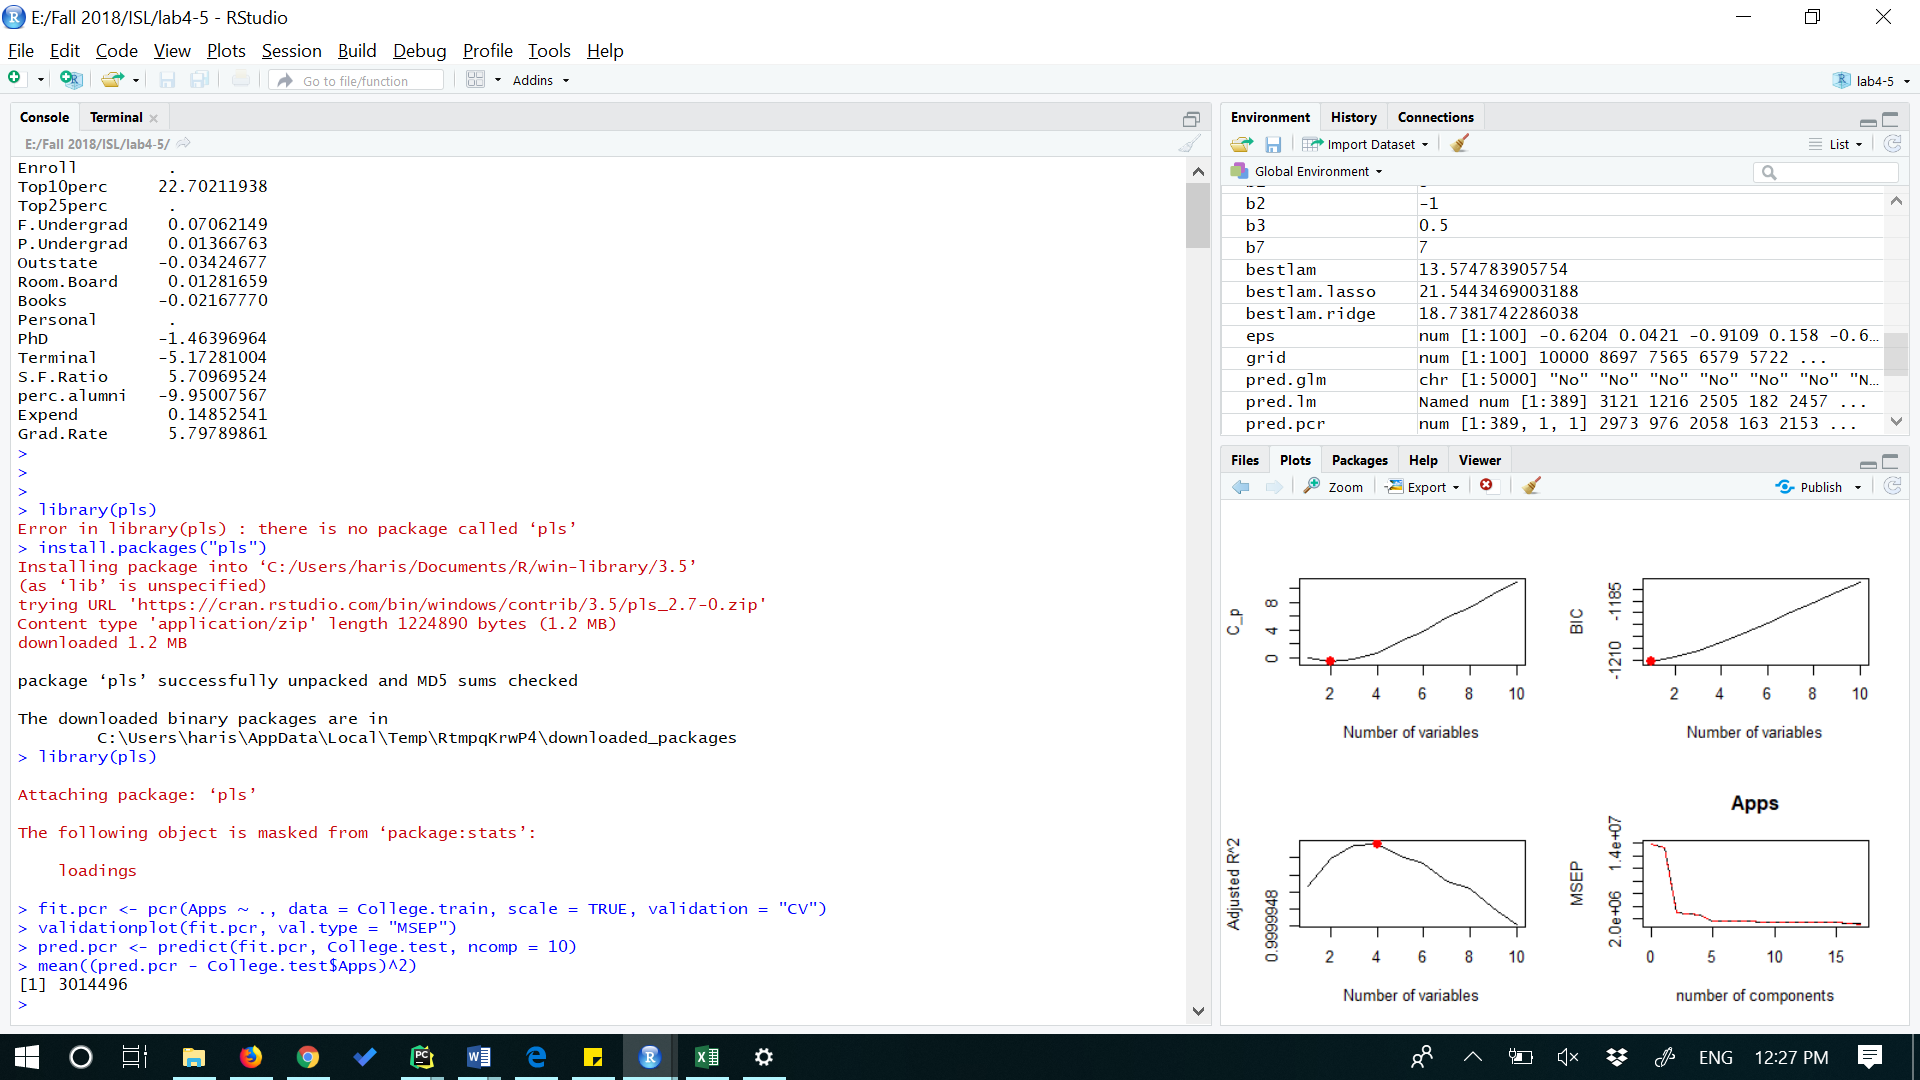 E:/Fall 2018/ISL/lab4-5 - RStudio
File Edit Code View Plots Session Build Debug Profile Tools Help
Go to file/function Addins lab4-5
Console Terminal
E:/Fall 2018/ISL/lab4-5/
Enroll .
Top10perc 22.70211938
Top25perc .
F.Undergrad 0.07062149
P.Undergrad 0.01366763
Outstate -0.03424677
Room.Board 0.01281659
Books -0.02167770
Personal .
PhD -1.46396964
Terminal -5.17281004
S.F.Ratio 5.70969524
perc.alumni -9.95007567
Expend 0.14852541
Grad.Rate 5.79789861
>
>
>
> library(pls)
Error in library(pls) : there is no package called ‘pls’
> install.packages("pls")
Installing package into ‘C:/Users/haris/Documents/R/win-library/3.5’
(as ‘lib’ is unspecified)
trying URL 'https://cran.rstudio.com/bin/windows/contrib/3.5/pls_2.7-0.zip'
Content type 'application/zip' length 1224890 bytes (1.2 MB)
downloaded 1.2 MB
package ‘pls’ successfully unpacked and MD5 sums checked
The downloaded binary packages are in
C:\Users\haris\AppData\Local\Temp\RtmpqKrwP4\downloaded_packages
> library(pls)
Attaching package: ‘pls’
The following object is masked from ‘package:stats’:
loadings
> fit.pcr <- pcr(Apps ~ ., data = College.train, scale = TRUE, validation = "CV")
> validationplot(fit.pcr, val.type = "MSEP")
> pred.pcr <- predict(fit.pcr, College.test, ncomp = 10)
> mean((pred.pcr - College.test$Apps)^2)
[1] 3014496
>
Environment History Connections
Import Dataset List
Global Environment
b2 -1
b3 0.5
b7 7
bestlam 13.574783905754
bestlam.lasso 21.5443469003188
bestlam.ridge 18.7381742286038
eps num [1:100] -0.6204 0.0421 -0.9109 0.158 -0.6…
grid num [1:100] 10000 8697 7565 6579 5722 ...
pred.glm chr [1:5000] "No" "No" "No" "No" "No" "No" "N…
pred.lm Named num [1:389] 3121 1216 2505 182 2457 ...
pred.pcr num [1:389, 1, 1] 2973 976 2058 163 2153 ...
Files Plots Packages Help Viewer
Zoom Export Publish
C_p
0 4 8
2 4 6 8 10
Number of variables
BIC
-1210 -1185
2 4 6 8 10
Number of variables
Adjusted R^2
0.9999948
2 4 6 8 10
Number of variables
Apps
MSEP
2.0e+06 1.4e+07
0 5 10 15
number of components
ENG 12:27 PM